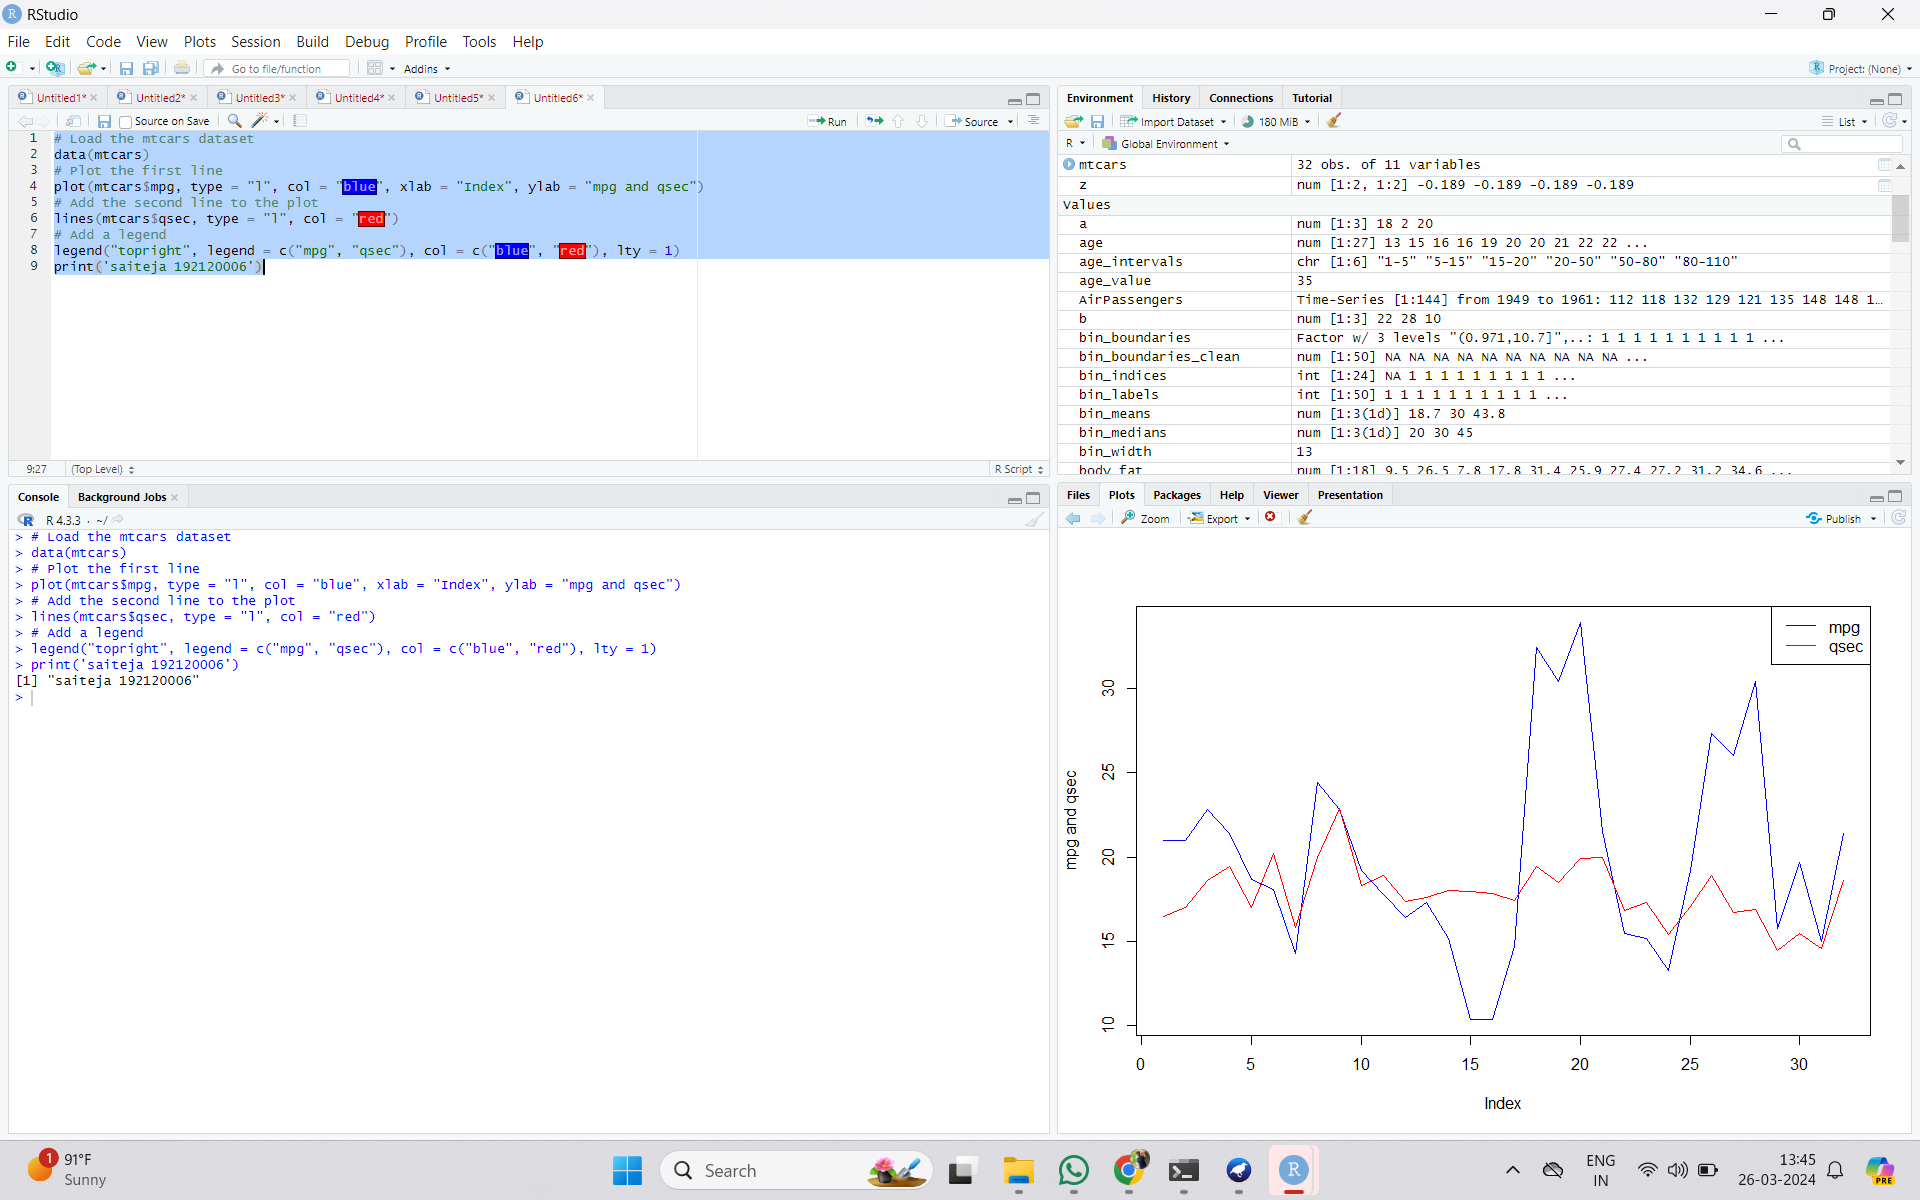 RStudio
File Edit Code View Plots Session Build Debug Profile Tools Help
Go to file/function Addins Project: (None)
Untitled1* Untitled2* Untitled3* Untitled4* Untitled5* Untitled6*
Source on Save Run Source
1 # Load the mtcars dataset
2 data(mtcars)
3 # Plot the first line
4 plot(mtcars$mpg, type = "l", col = "blue", xlab = "Index", ylab = "mpg and qsec")
5 # Add the second line to the plot
6 lines(mtcars$qsec, type = "l", col = "red")
7 # Add a legend
8 legend("topright", legend = c("mpg", "qsec"), col = c("blue", "red"), lty = 1)
9 print('saiteja 192120006')
9:27 (Top Level) R Script
Console Background Jobs
R 4.3.3 · ~/
> # Load the mtcars dataset
> data(mtcars)
> # Plot the first line
> plot(mtcars$mpg, type = "l", col = "blue", xlab = "Index", ylab = "mpg and qsec")
> # Add the second line to the plot
> lines(mtcars$qsec, type = "l", col = "red")
> # Add a legend
> legend("topright", legend = c("mpg", "qsec"), col = c("blue", "red"), lty = 1)
> print('saiteja 192120006')
[1] "saiteja 192120006"
>
Environment History Connections Tutorial
Import Dataset 180 MiB List
R Global Environment
mtcars 32 obs. of 11 variables
z num [1:2, 1:2] -0.189 -0.189 -0.189 -0.189
Values
a num [1:3] 18 2 20
age num [1:27] 13 15 16 16 19 20 20 21 22 22 ...
age_intervals chr [1:6] "1-5" "5-15" "15-20" "20-50" "50-80" "80-110"
age_value 35
AirPassengers Time-Series [1:144] from 1949 to 1961: 112 118 132 129 121 135 148 148 1...
b num [1:3] 22 28 10
bin_boundaries Factor w/ 3 levels "(0.971,10.7]",..: 1 1 1 1 1 1 1 1 1 1 ...
bin_boundaries_clean num [1:50] NA NA NA NA NA NA NA NA NA NA ...
bin_indices int [1:24] NA 1 1 1 1 1 1 1 1 1 ...
bin_labels int [1:50] 1 1 1 1 1 1 1 1 1 1 ...
bin_means num [1:3(1d)] 18.7 30 43.8
bin_medians num [1:3(1d)] 20 30 45
bin_width 13
body_fat num [1:18] 9.5 26.5 7.8 17.8 31.4 25.9 27.4 27.2 31.2 34.6 ...
Files Plots Packages Help Viewer Presentation
Zoom Export Publish
mpg
qsec
mpg and qsec
30
25
20
15
10
0 5 10 15 20 25 30
Index
1
91°F
Sunny
Search
ENG
IN
13:45
26-03-2024
PRE